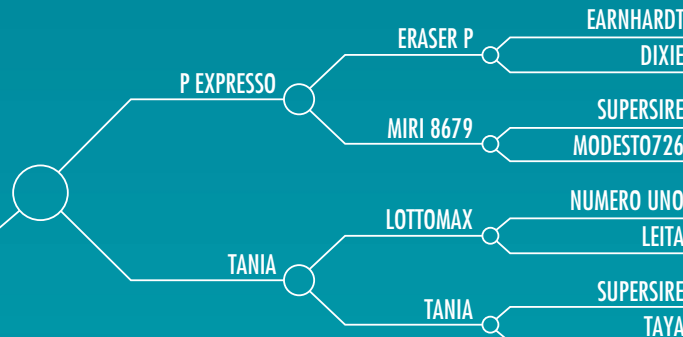 EARNHARDT
ERASER P
DIXIE
P EXPRESSO
SUPERSIRE
MIRI 8679
MODESTO726
NUMERO UNO
LOTTOMAX
LEITA
TANIA
SUPERSIRE
TANIA
TAYA